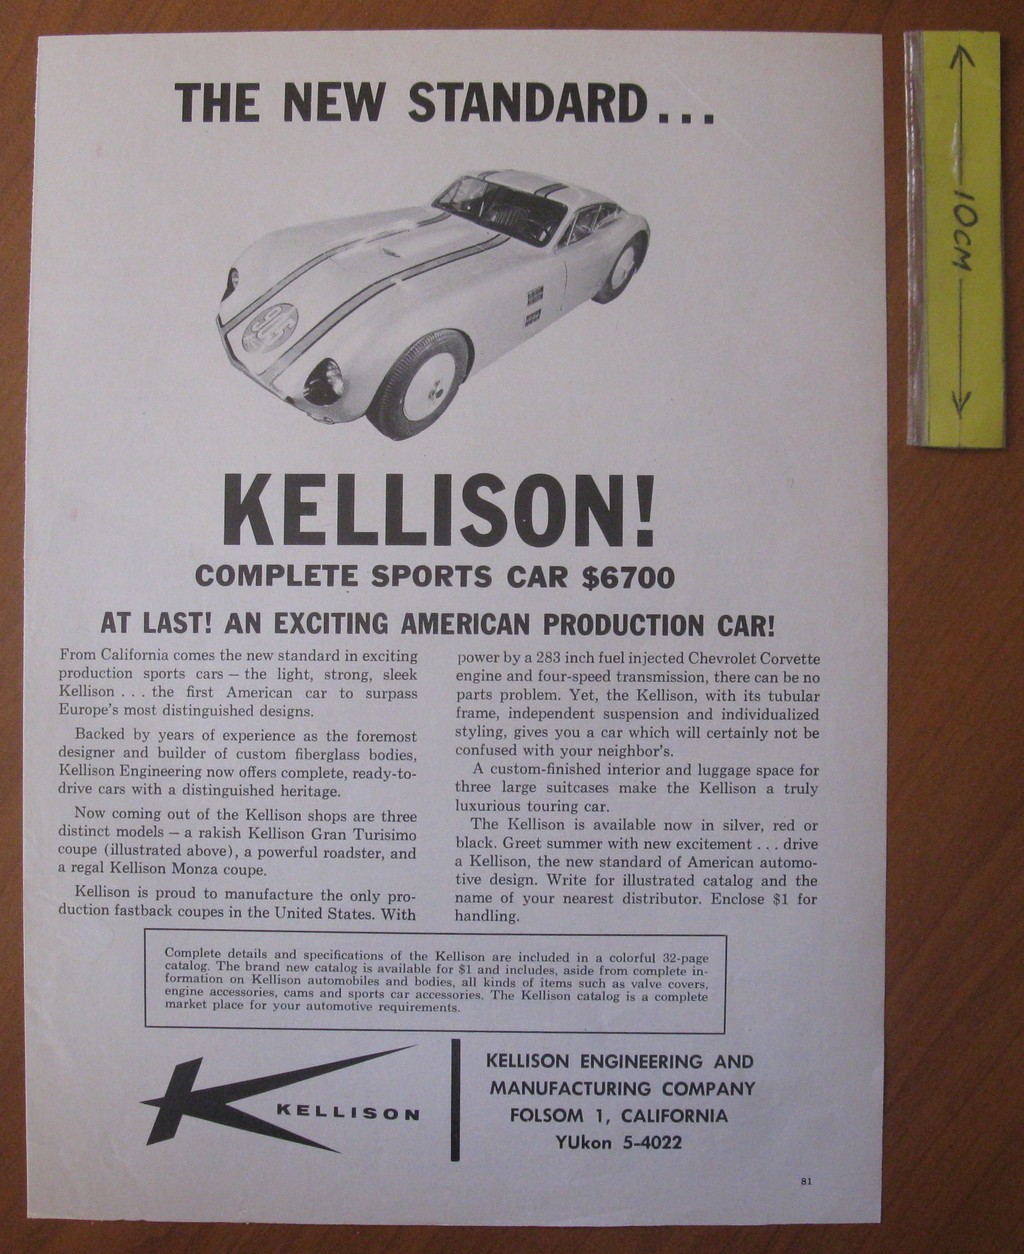 THE NEW STANDARD...
10CM
KELLISON!
COMPLETE SPORTS CAR $6700
AT LAST! AN EXCITING AMERICAN PRODUCTION CAR!
From California comes the new standard in exciting
production sports cars — the light, strong, sleek
Kellison . . . the first American car to surpass
Europe's most distinguished designs.
Backed by years of experience as the foremost
designer and builder of custom fiberglass bodies,
Kellison Engineering now offers complete, ready-to-
drive cars with a distinguished heritage.
Now coming out of the Kellison shops are three
distinct models — a rakish Kellison Gran Turisimo
coupe (illustrated above), a powerful roadster, and
a regal Kellison Monza coupe.
Kellison is proud to manufacture the only pro-
duction fastback coupes in the United States. With
power by a 283 inch fuel injected Chevrolet Corvette
engine and four-speed transmission, there can be no
parts problem. Yet, the Kellison, with its tubular
frame, independent suspension and individualized
styling, gives you a car which will certainly not be
confused with your neighbor's.
A custom-finished interior and luggage space for
three large suitcases make the Kellison a truly
luxurious touring car.
The Kellison is available now in silver, red or
black. Greet summer with new excitement . . . drive
a Kellison, the new standard of American automo-
tive design. Write for illustrated catalog and the
name of your nearest distributor. Enclose $1 for
handling.
Complete details and specifications of the Kellison are included in a colorful 32-page
catalog. The brand new catalog is available for $1 and includes, aside from complete in-
formation on Kellison automobiles and bodies, all kinds of items such as valve covers,
engine accessories, cams and sports car accessories. The Kellison catalog is a complete
market place for your automotive requirements.
KELLISON
KELLISON ENGINEERING AND
MANUFACTURING COMPANY
FOLSOM 1, CALIFORNIA
YUkon 5-4022
81